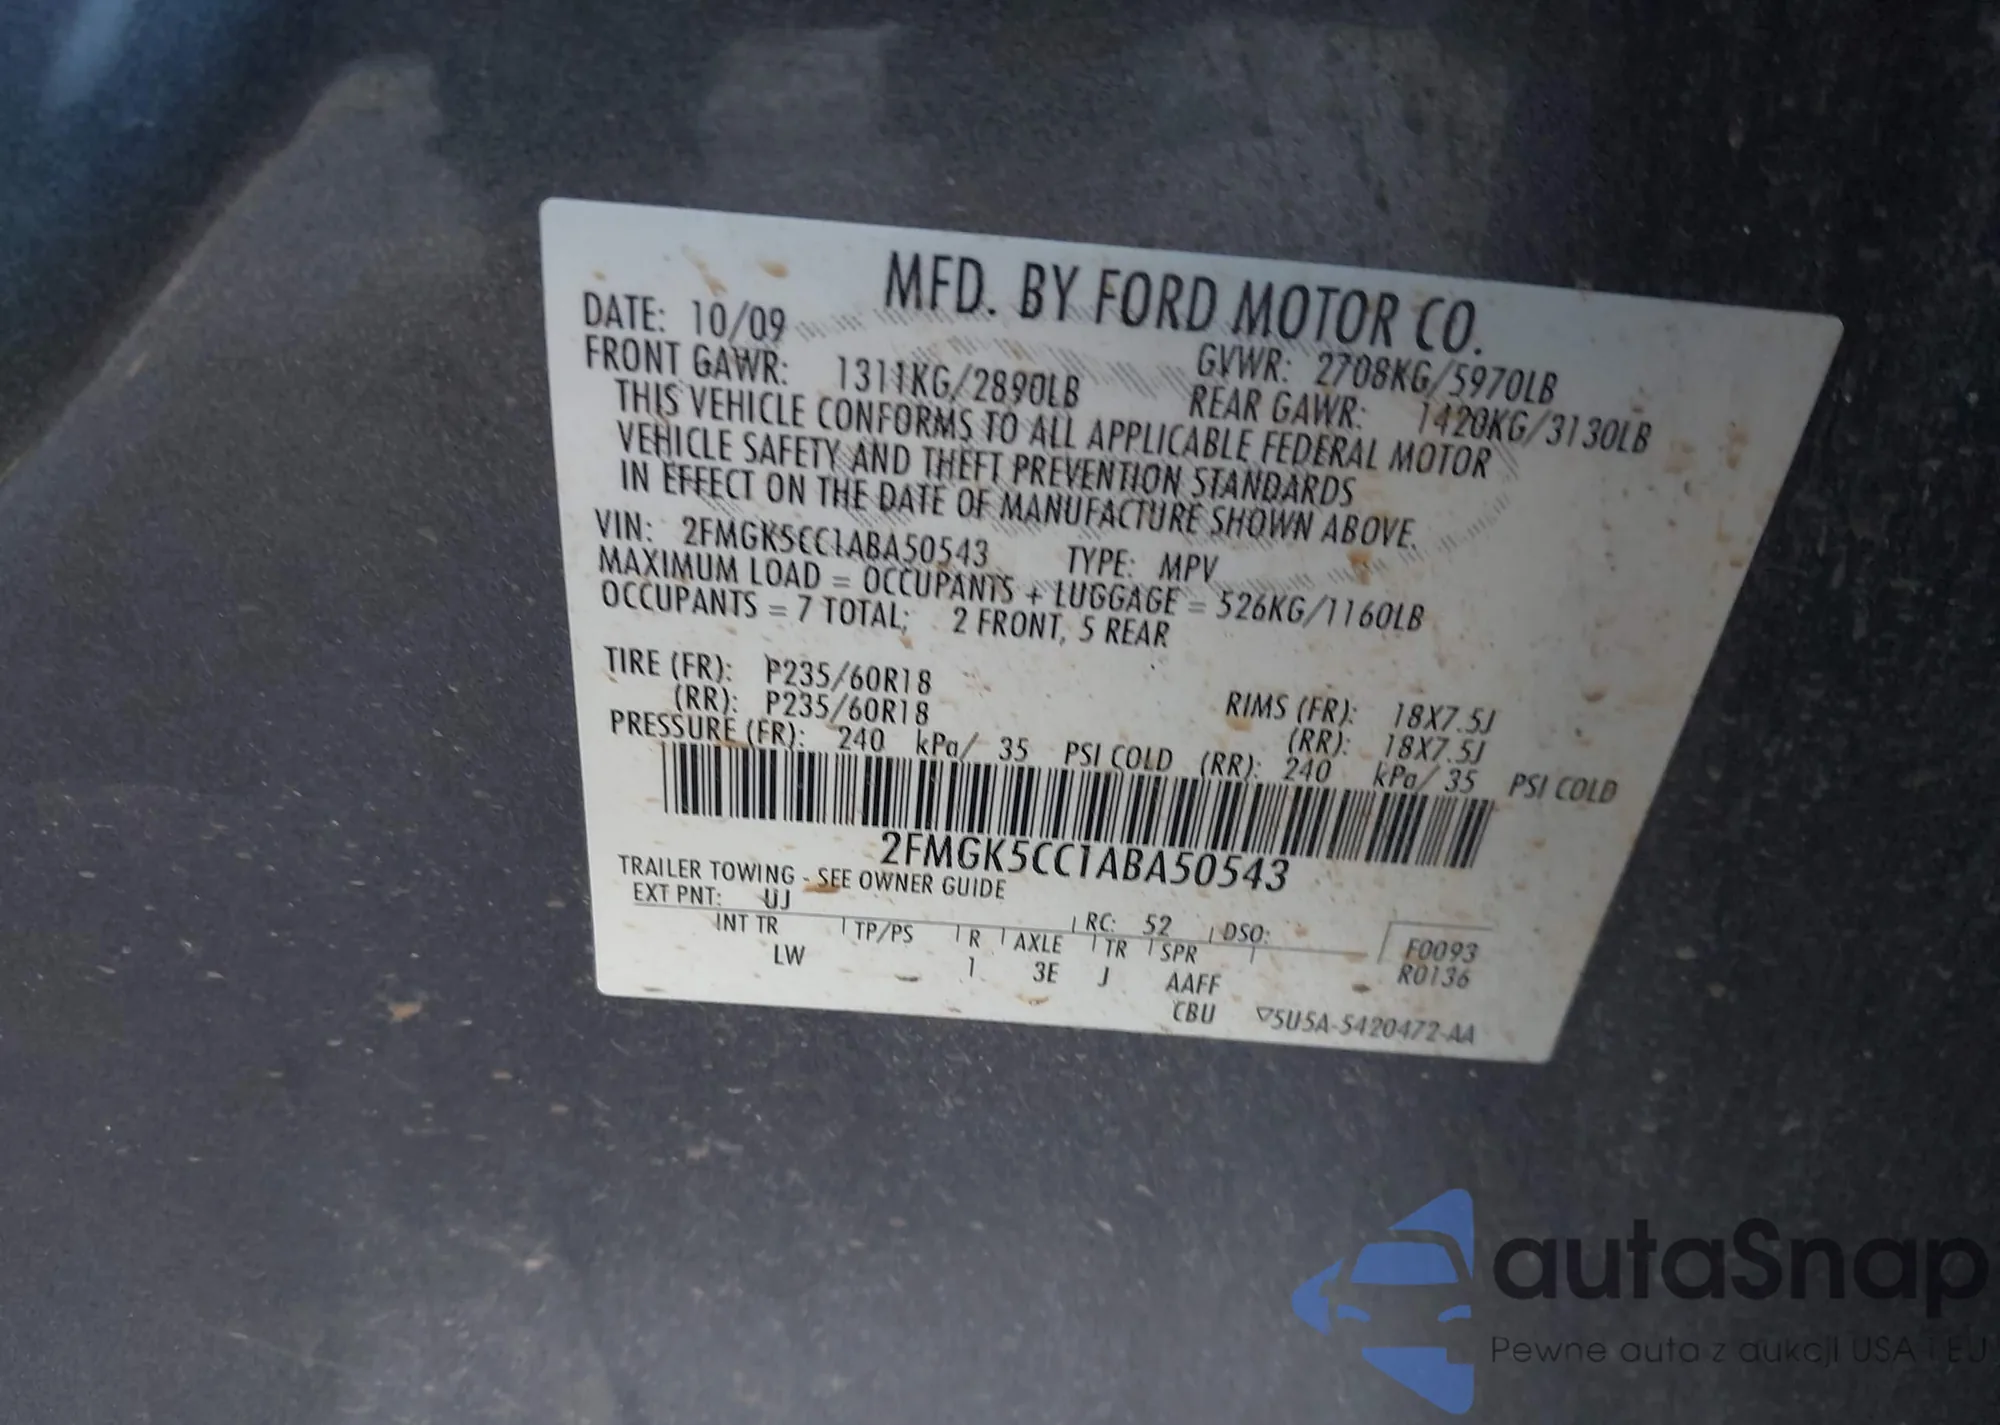 MFD. BY FORD MOTOR CO.
DATE: 10/09 GVWR: 2708KG/5970LB
FRONT GAWR: 1311KG/2890LB REAR GAWR: 1420KG/3130LB
THIS VEHICLE CONFORMS TO ALL APPLICABLE FEDERAL MOTOR
VEHICLE SAFETY AND THEFT PREVENTION STANDARDS
IN EFFECT ON THE DATE OF MANUFACTURE SHOWN ABOVE.
VIN: 2FMGK5CC1ABA50543 TYPE: MPV
MAXIMUM LOAD = OCCUPANTS + LUGGAGE = 526KG/1160LB
OCCUPANTS = 7 TOTAL; 2 FRONT, 5 REAR
TIRE (FR): P235/60R18 RIMS (FR): 18X7.5J
(RR): P235/60R18 (RR): 18X7.5J
PRESSURE (FR): 240 kPa/ 35 PSI COLD (RR): 240 kPa/ 35 PSI COLD
2FMGK5CC1ABA50543
TRAILER TOWING - SEE OWNER GUIDE
EXT PNT: UJ RC: 52 DSO: F0093
INT TR TP/PS R AXLE TR SPR R0136
LW 1 3E J AAFF
CBU ▽5U5A-5420472-AA
autaSnap
Pewne auta z aukcji USA i EJ